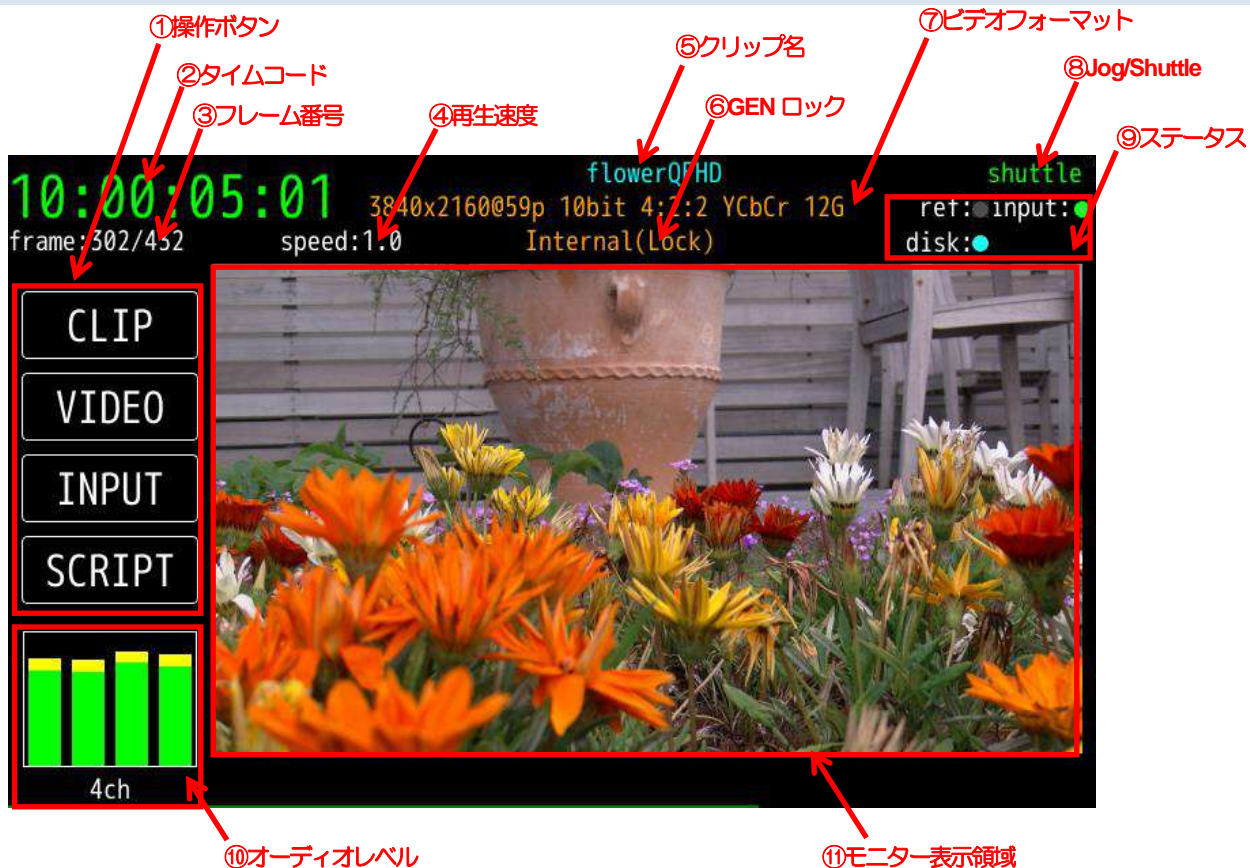 ①操作ボタン
⑦ビデオフォーマット
⑤クリップ名
②タイムコード
⑧Jog/Shuttle
③フレーム番号
④再生速度
⑥GEN ロック
⑨ステータス
10:00:05:01
flowerQFHD
shuttle
3840x2160@59p 10bit 4:2:2 YCbCr 12G
ref: input:
frame:302/432
speed:1.0
Internal(Lock)
disk:
CLIP
VIDEO
INPUT
SCRIPT
4ch
⑩オーディオレベル
⑪モニター表示領域